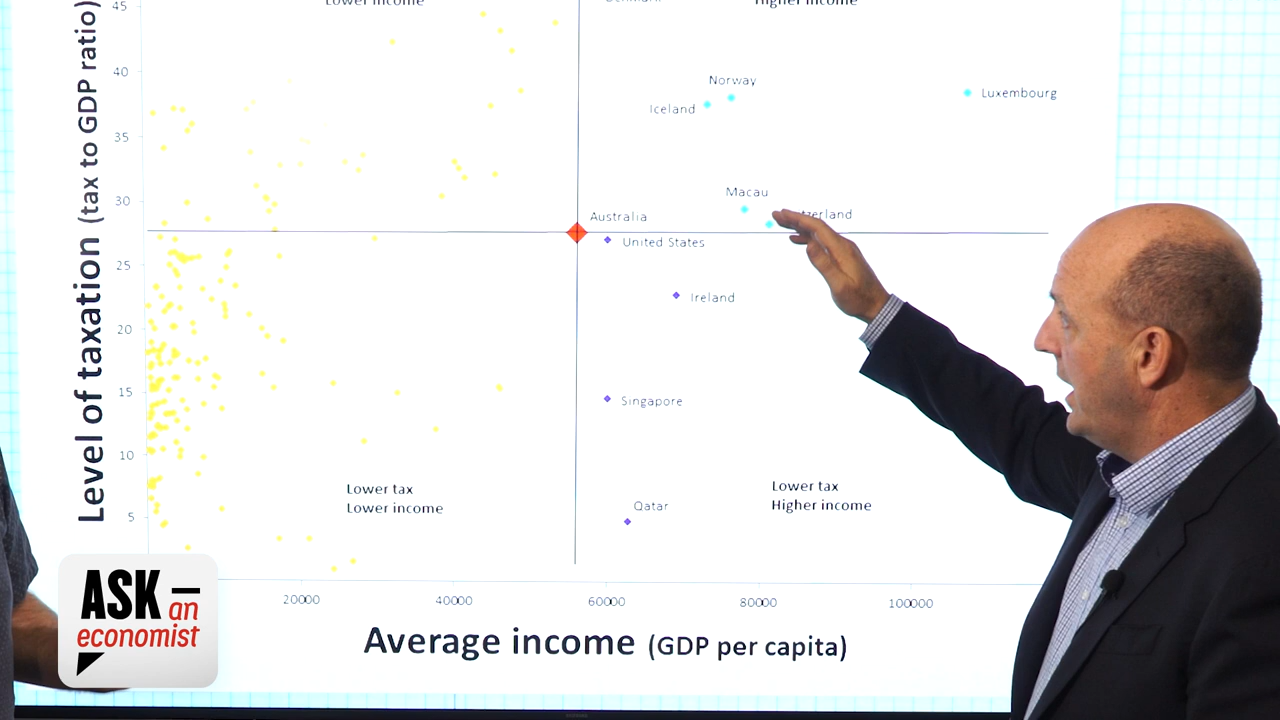 Lower income
Denmark
Higher income
Level of taxation (tax to GDP ratio)
45
40
35
30
25
20
15
10
5
Norway
Iceland
Luxembourg
Macau
Australia
United States
Ireland
Singapore
Qatar
Lower tax
Lower income
Lower tax
Higher income
20000
40000
60000
80000
100000
Average income (GDP per capita)
ASK
an
economist